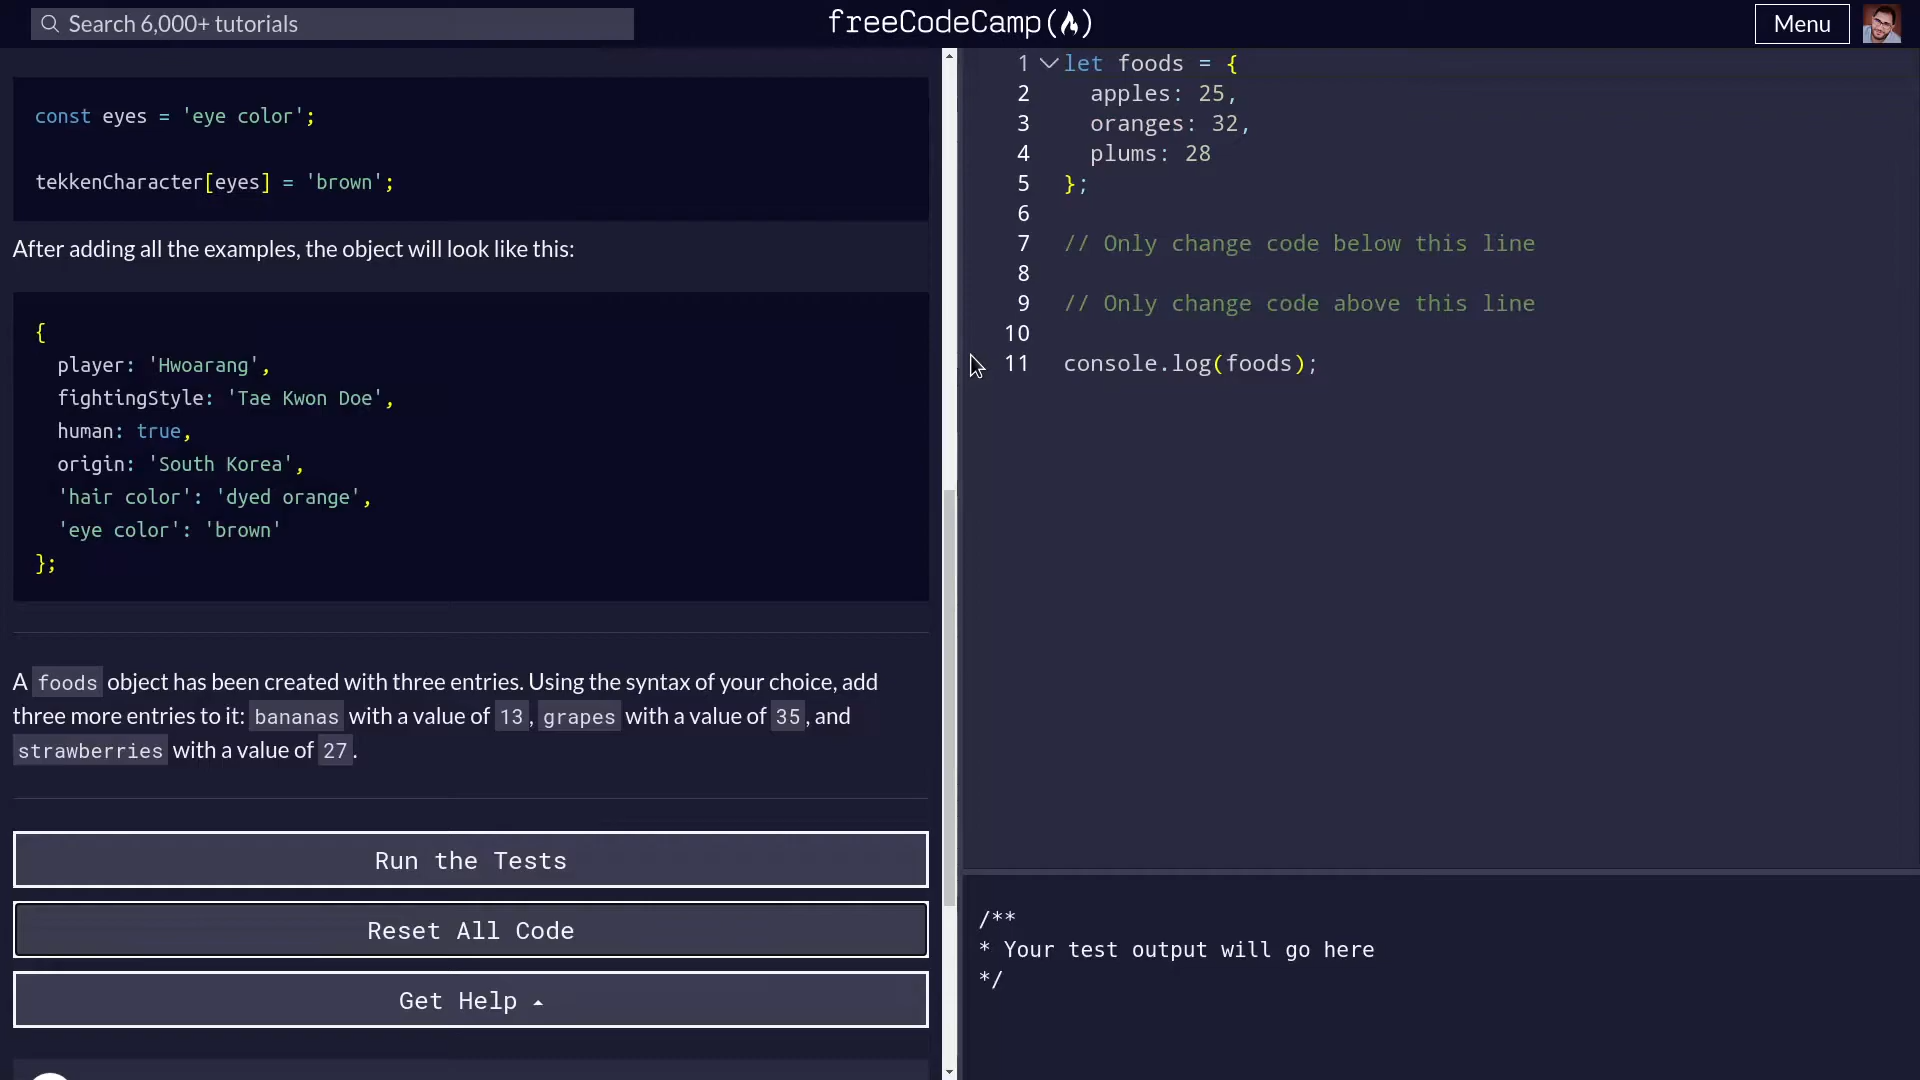 Search 6,000+ tutorials
freeCodeCamp(🔥)
Menu
const eyes = 'eye color';
tekkenCharacter[eyes] = 'brown';
After adding all the examples, the object will look like this:
{
player: 'Hwoarang',
fightingStyle: 'Tae Kwon Doe',
human: true,
origin: 'South Korea',
'hair color': 'dyed orange',
'eye color': 'brown'
};
A foods object has been created with three entries. Using the syntax of your choice, add
three more entries to it: bananas with a value of 13, grapes with a value of 35, and
strawberries with a value of 27.
Run the Tests
Reset All Code
Get Help
1 let foods = {
2 apples: 25,
3 oranges: 32,
4 plums: 28
5 };
6
7 // Only change code below this line
8
9 // Only change code above this line
10
11 console.log(foods);
/**
* Your test output will go here
*/